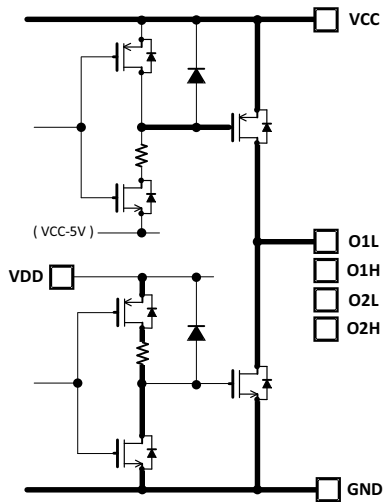 VCC
( VCC-5V )
O1L
VDD
O1H
O2L
O2H
GND